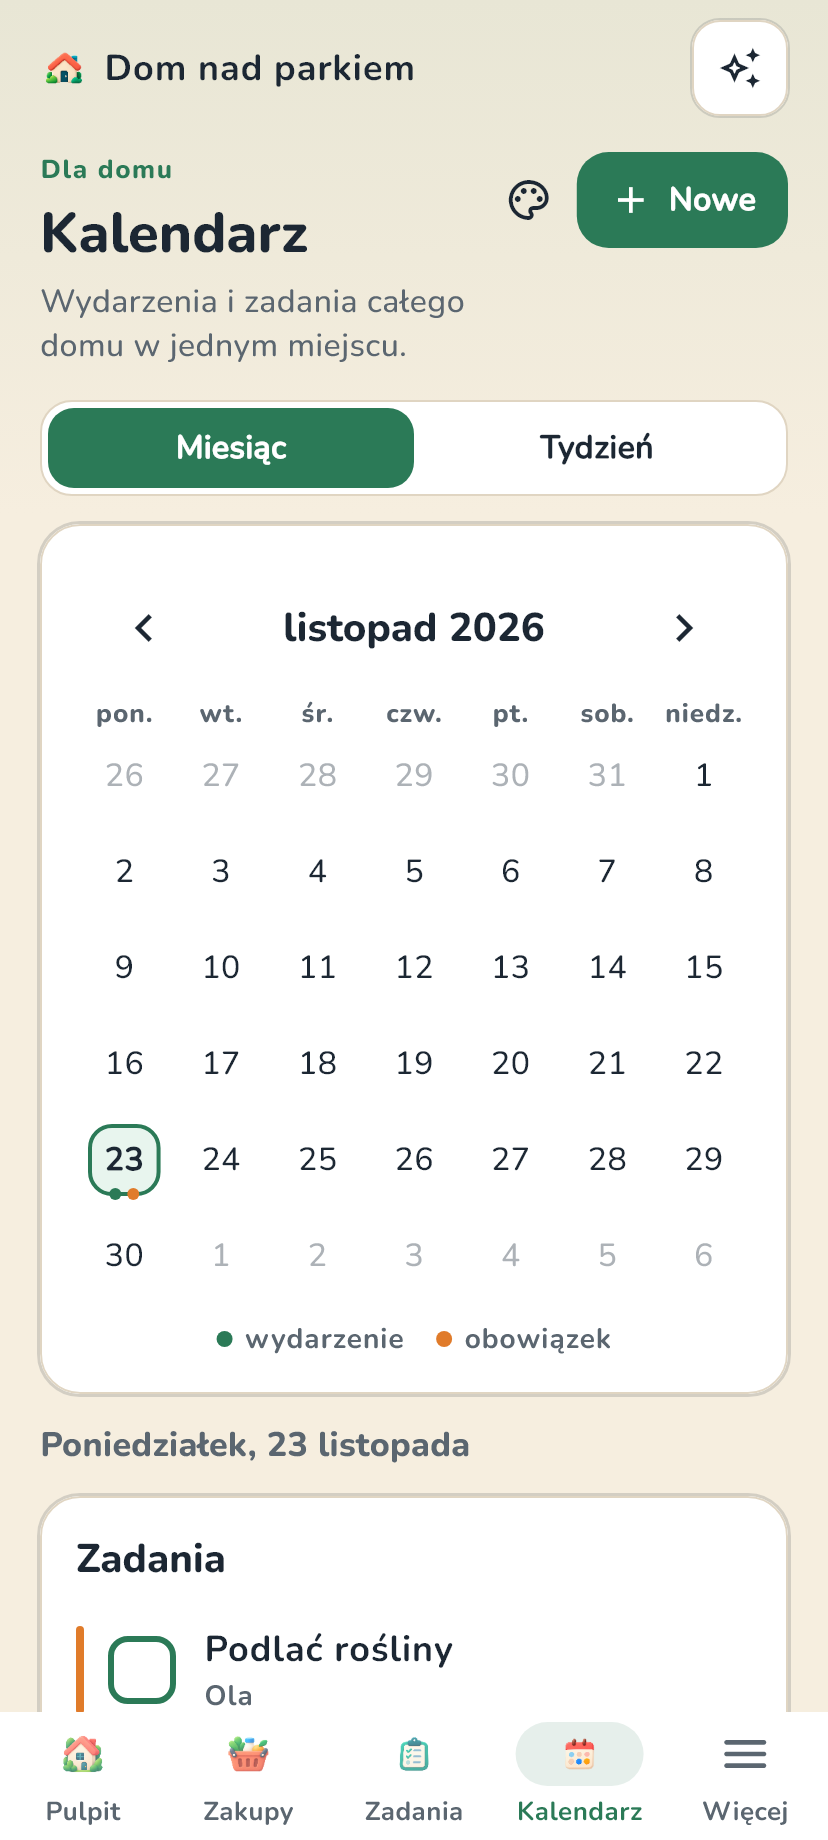 Dom nad parkiem
Dla domu
Kalendarz
Nowe
Wydarzenia i zadania całego
domu w jednym miejscu.
Miesiąc Tydzień
listopad 2026
pon. wt. śr. czw. pt. sob. niedz.
26 27 28 29 30 31 1
2 3 4 5 6 7 8
9 10 11 12 13 14 15
16 17 18 19 20 21 22
23 24 25 26 27 28 29
30 1 2 3 4 5 6
wydarzenie obowiązek
Poniedziałek, 23 listopada
Zadania
Podlać rośliny
Ola
Pulpit Zakupy Zadania Kalendarz Więcej